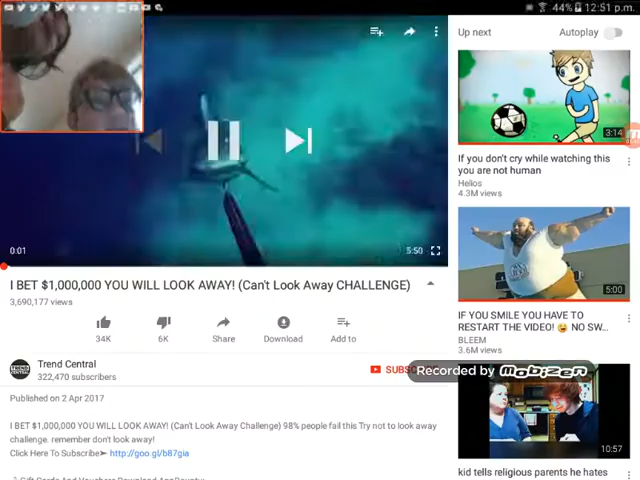 44% 12:51 p.m.
Up next
Autoplay
0:01
5:50
3:14
If you don't cry while watching this
you are not human
Helios
4.3M views
I BET $1,000,000 YOU WILL LOOK AWAY! (Can't Look Away CHALLENGE)
3,690,177 views
34K
6K
Share
Download
Add to
5:00
IF YOU SMILE YOU HAVE TO
RESTART THE VIDEO! 😄 NO SW...
BLEEM
3.6M views
Trend Central
322,470 subscribers
SUBSC
Recorded by Mobizen
Published on 2 Apr 2017
I BET $1,000,000 YOU WILL LOOK AWAY! (Can't Look Away Challenge) 98% people fail this Try not to look away
challenge. remember don't look away!
Click Here To Subscribe➤ http://goo.gl/b87gia
10:57
kid tells religious parents he hates